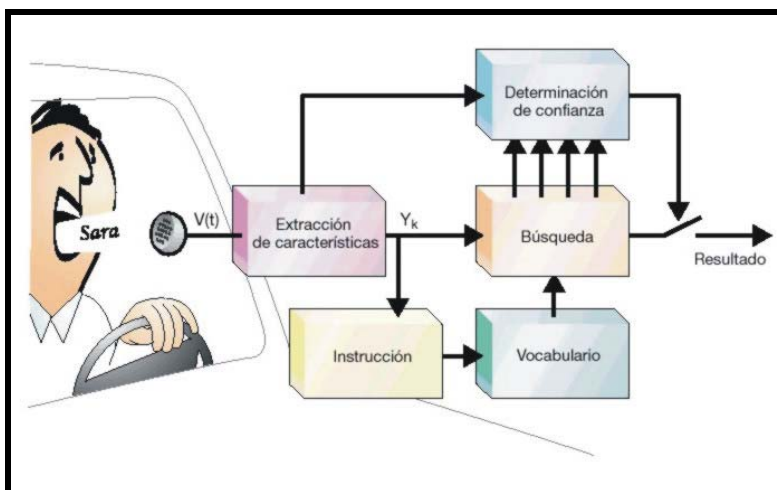 Determinación
de confianza
Sara
V(t)
Extracción
de características
Yk
Búsqueda
Resultado
Instrucción
Vocabulario